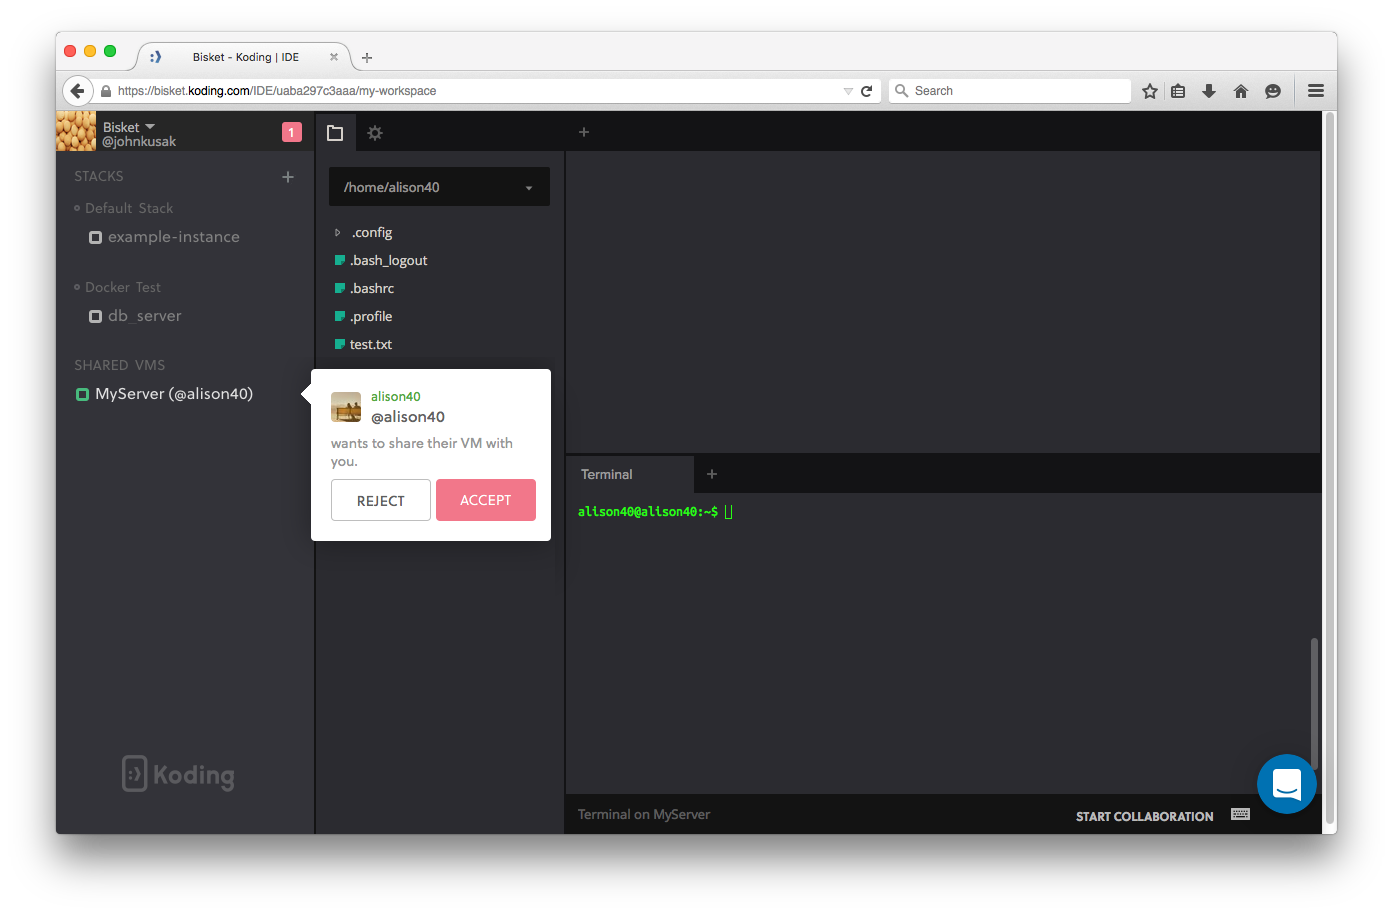 Bisket - Koding | IDE
https://bisket.koding.com/IDE/uaba297c3aaa/my-workspace
Search
Bisket
@johnkusak
1
STACKS
Default Stack
example-instance
Docker Test
db_server
SHARED VMS
MyServer (@alison40)
Koding
/home/alison40
.config
.bash_logout
.bashrc
.profile
test.txt
alison40
@alison40
wants to share their VM with
you.
REJECT
ACCEPT
Terminal
alison40@alison40:~$
Terminal on MyServer
START COLLABORATION